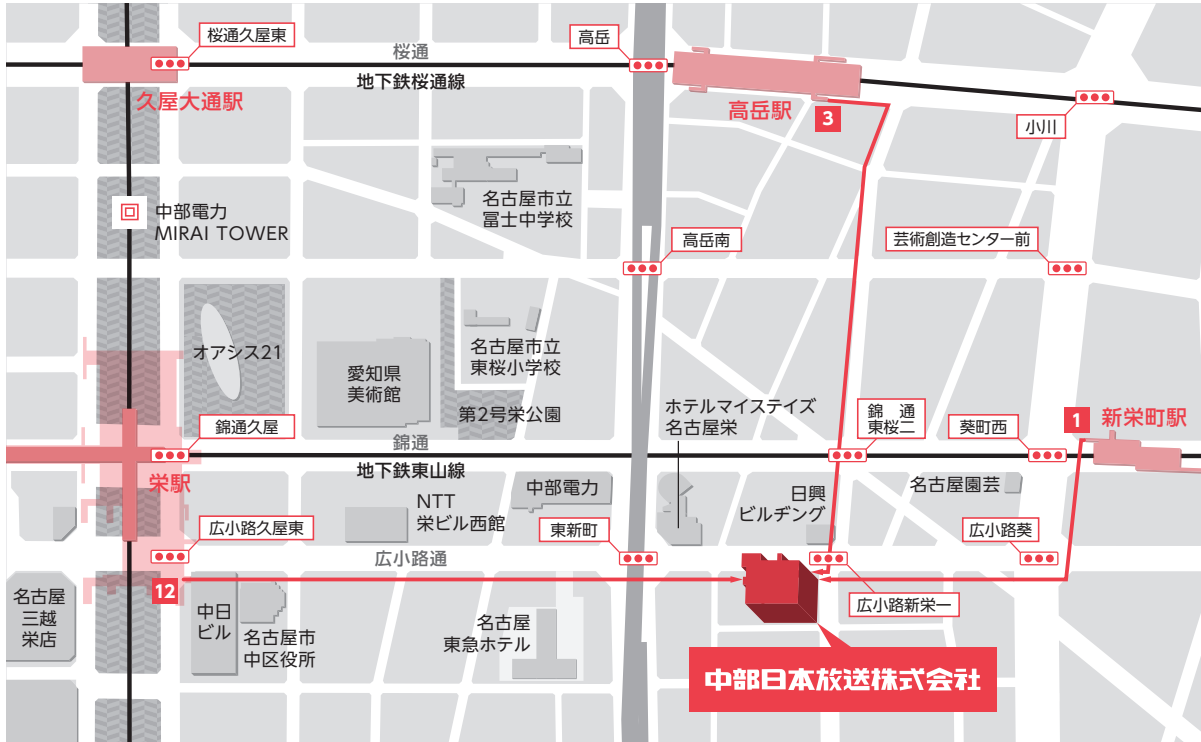 桜通久屋東
桜通
高岳
地下鉄桜通線
久屋大通駅
高岳駅
3
小川
中部電力
MIRAI TOWER
名古屋市立
冨士中学校
高岳南
芸術創造センター前
オアシス21
愛知県
美術館
名古屋市立
東桜小学校
第2号栄公園
ホテルマイステイズ
名古屋栄
錦通久屋
錦通
地下鉄東山線
錦 通
東桜二
葵町西
1
新栄町駅
栄駅
NTT
栄ビル西館
中部電力
日興
ビルヂング
名古屋園芸
広小路久屋東
広小路通
東新町
広小路葵
12
名古屋
三越
栄店
中日
ビル
名古屋市
中区役所
名古屋
東急ホテル
広小路新栄一
中部日本放送株式会社